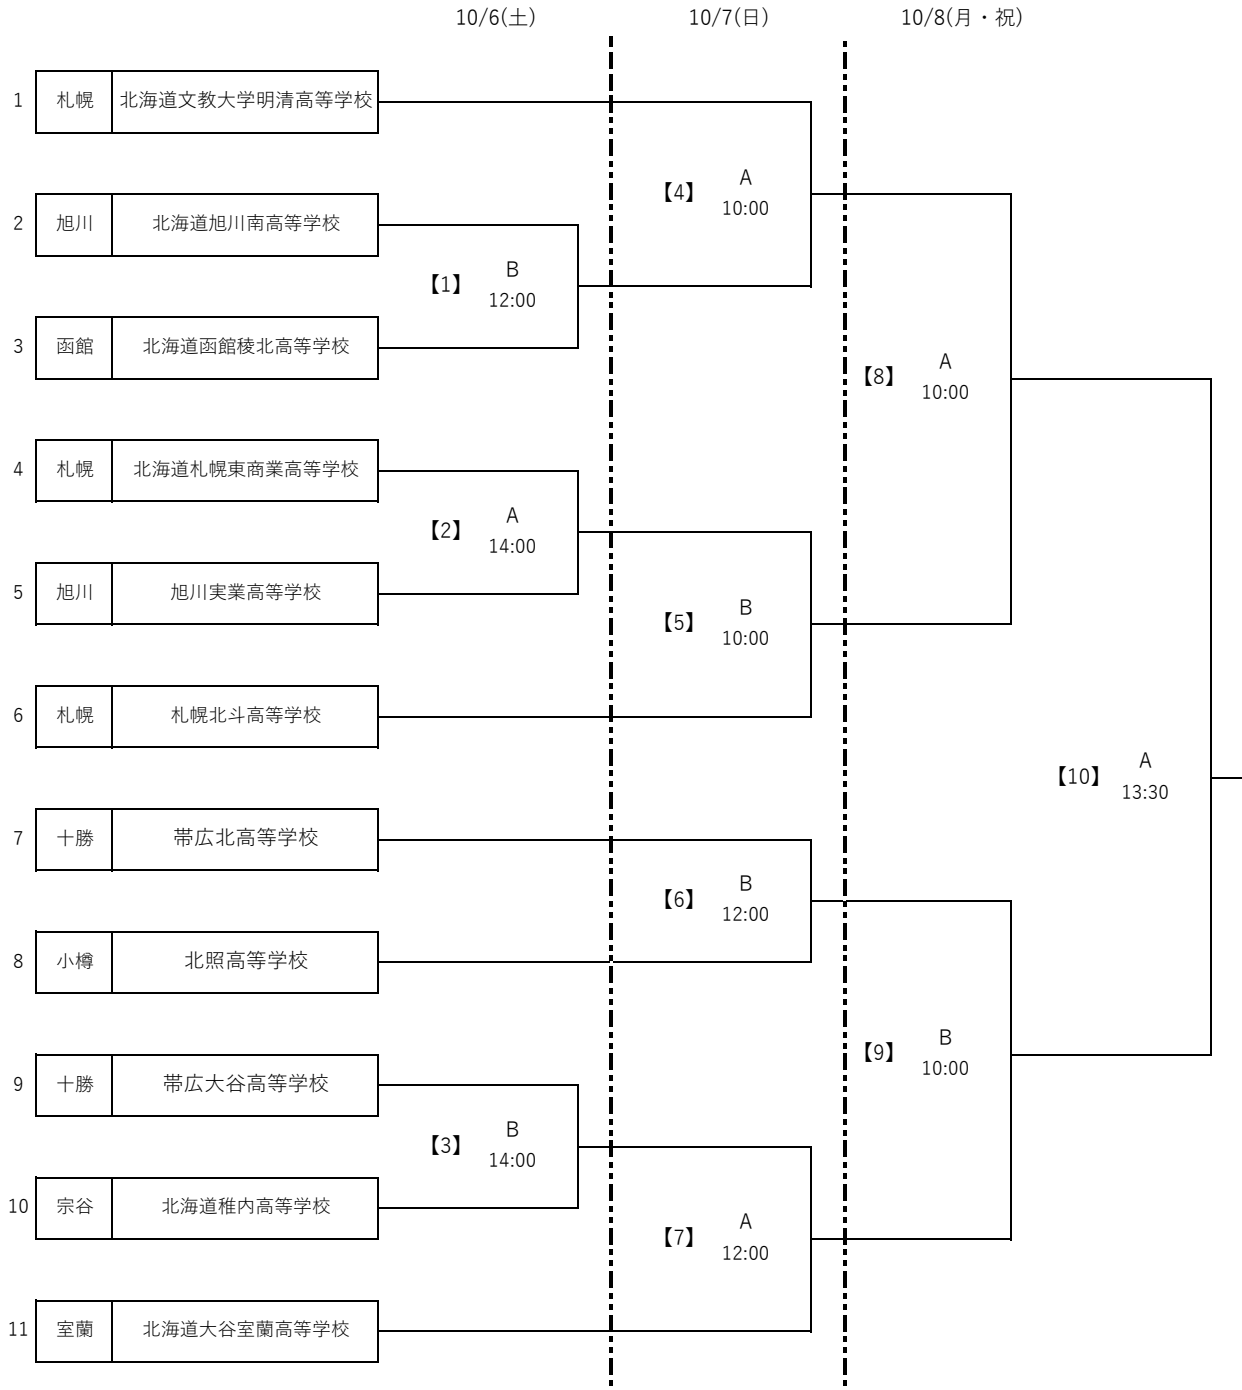 10/6(土) 10/7(日) 10/8(月・祝)
1 札幌 北海道文教大学明清高等学校
【4】 A
10:00
2 旭川 北海道旭川南高等学校
【1】 B
12:00
3 函館 北海道函館稜北高等学校
【8】 A
10:00
4 札幌 北海道札幌東商業高等学校
【2】 A
14:00
5 旭川 旭川実業高等学校
【5】 B
10:00
6 札幌 札幌北斗高等学校
【10】 A
13:30
7 十勝 帯広北高等学校
【6】 B
12:00
8 小樽 北照高等学校
【9】 B
10:00
9 十勝 帯広大谷高等学校
【3】 B
14:00
10 宗谷 北海道稚内高等学校
【7】 A
12:00
11 室蘭 北海道大谷室蘭高等学校